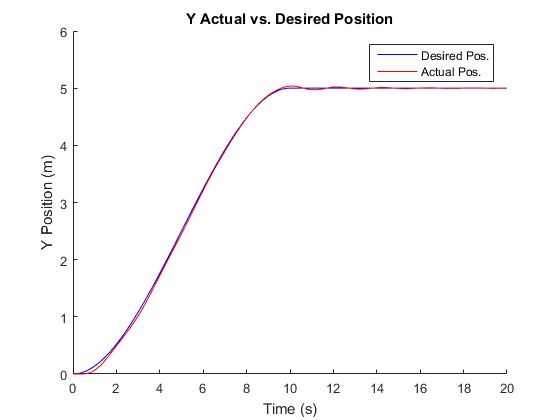 Y Actual vs. Desired Position
6
Desired Pos.
Actual Pos.
5
4
3
2
1
0
Y Position (m)
0 2 4 6 8 10 12 14 16 18 20
Time (s)